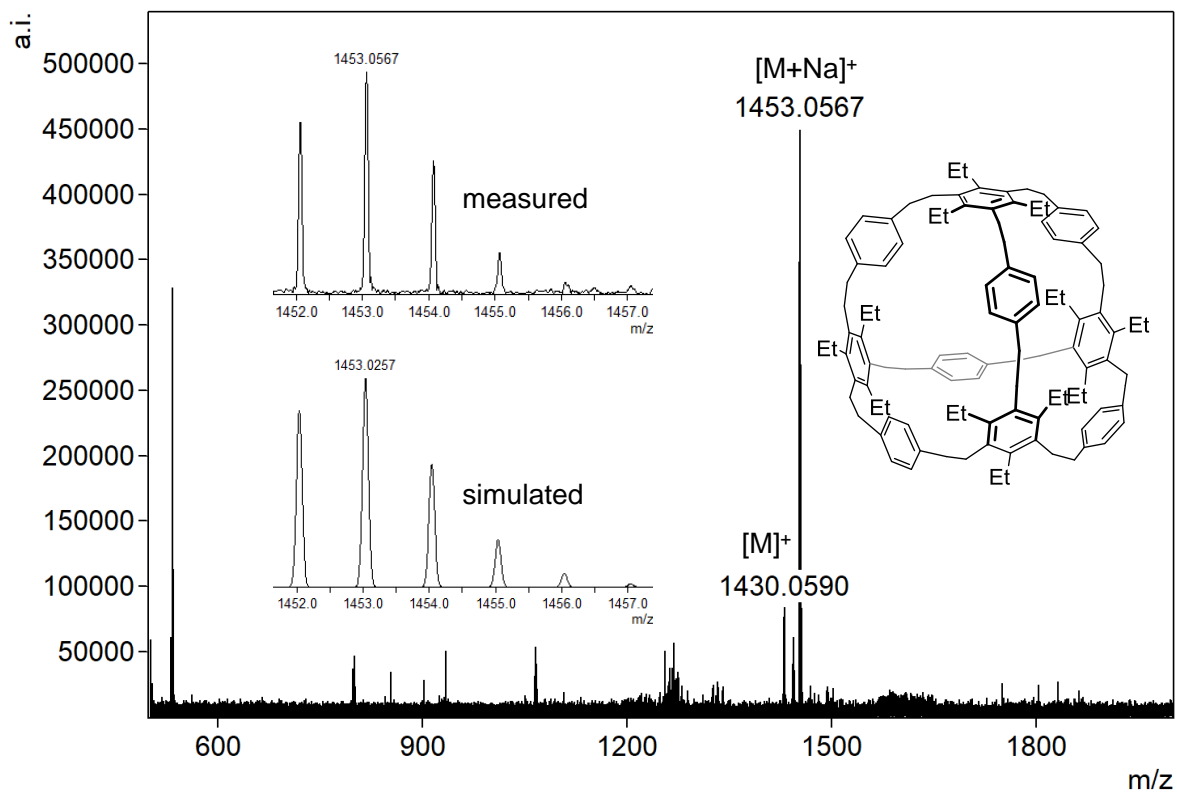 a.i.
500000
450000
400000
350000
300000
250000
200000
150000
100000
50000
1453.0567
measured
1452.0 1453.0 1454.0 1455.0 1456.0 1457.0
m/z
1453.0257
simulated
1452.0 1453.0 1454.0 1455.0 1456.0 1457.0
m/z
[M+Na]+
1453.0567
[M]+
1430.0590
Et
Et
Et
Et
Et
Et
Et
Et
Et
Et
Et
Et
600 900 1200 1500 1800
m/z